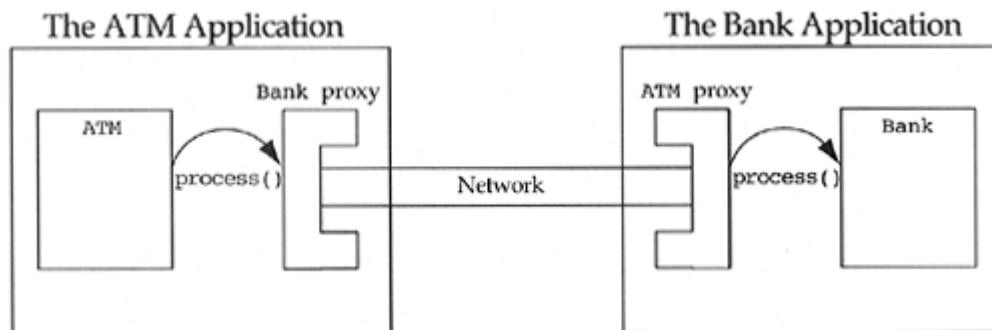 The ATM Application
The Bank Application
Bank proxy
ATM proxy
ATM
Bank
process()
Network
process()